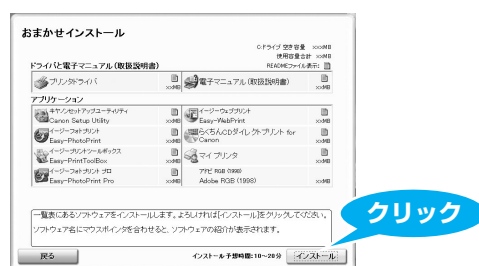 おまかせインストール
C:ドライブ 空き容量 xxxMB
使用容量合計 xxxMB
ドライバと電子マニュアル(取扱説明書)
READMEファイル表示:
プリンタドライバ
xxMB
電子マニュアル(取扱説明書)
xxMB
アプリケーション
キヤノンセットアップユーティリティ
Canon Setup Utility
xxMB
イージーウェブプリント
Easy-WebPrint
xxMB
イージーフォトプリント
Easy-PhotoPrint
xxMB
らくちんCDダイレクトプリント for
Canon
xxMB
イージープリントツールボックス
Easy-PrintToolBox
xxMB
マイ プリンタ
xxMB
イージーフォトプリント プロ
Easy-PhotoPrint Pro
xxMB
アドビ RGB (1998)
Adobe RGB (1998)
xxMB
一覧表にあるソフトウェアをインストールします。よろしければ[インストール]をクリックしてください。
ソフトウェア名にマウスポインタを合わせると、ソフトウェアの紹介が表示されます。
クリック
戻る
インストール予想時間:10~20分
インストール